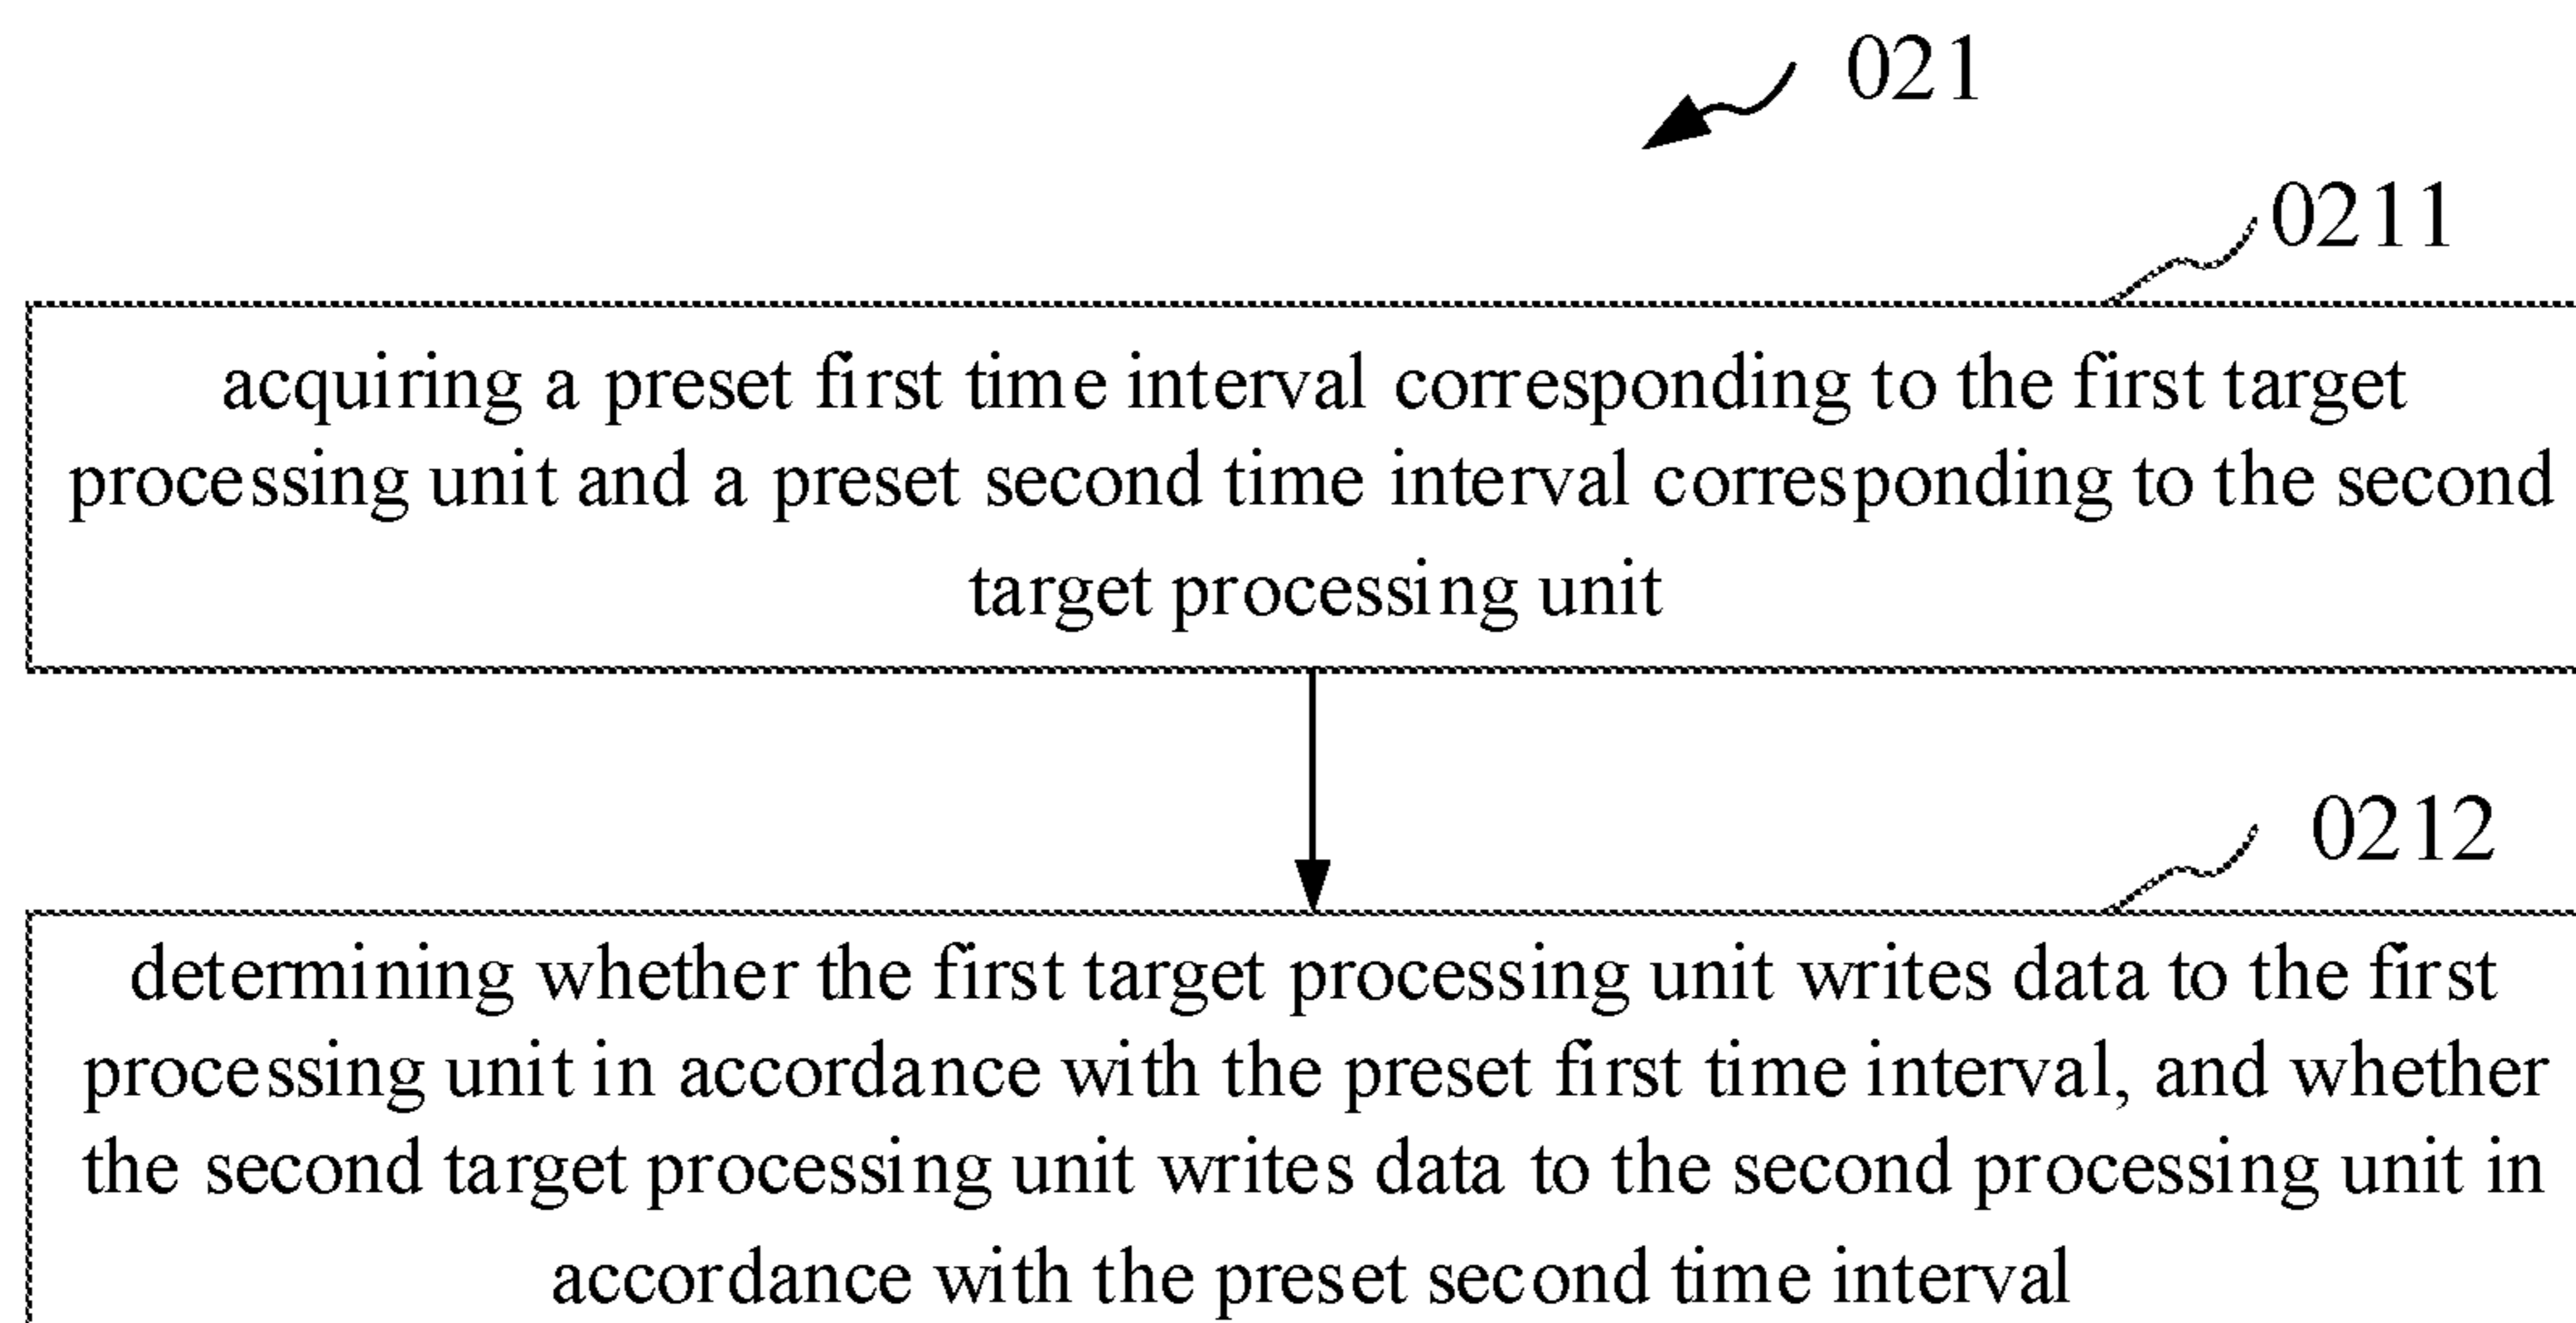 021
0211
acquiring a preset first time interval corresponding to the first target
processing unit and a preset second time interval corresponding to the second
target processing unit
0212
determining whether the first target processing unit writes data to the first
processing unit in accordance with the preset first time interval, and whether
the second target processing unit writes data to the second processing unit in
accordance with the preset second time interval